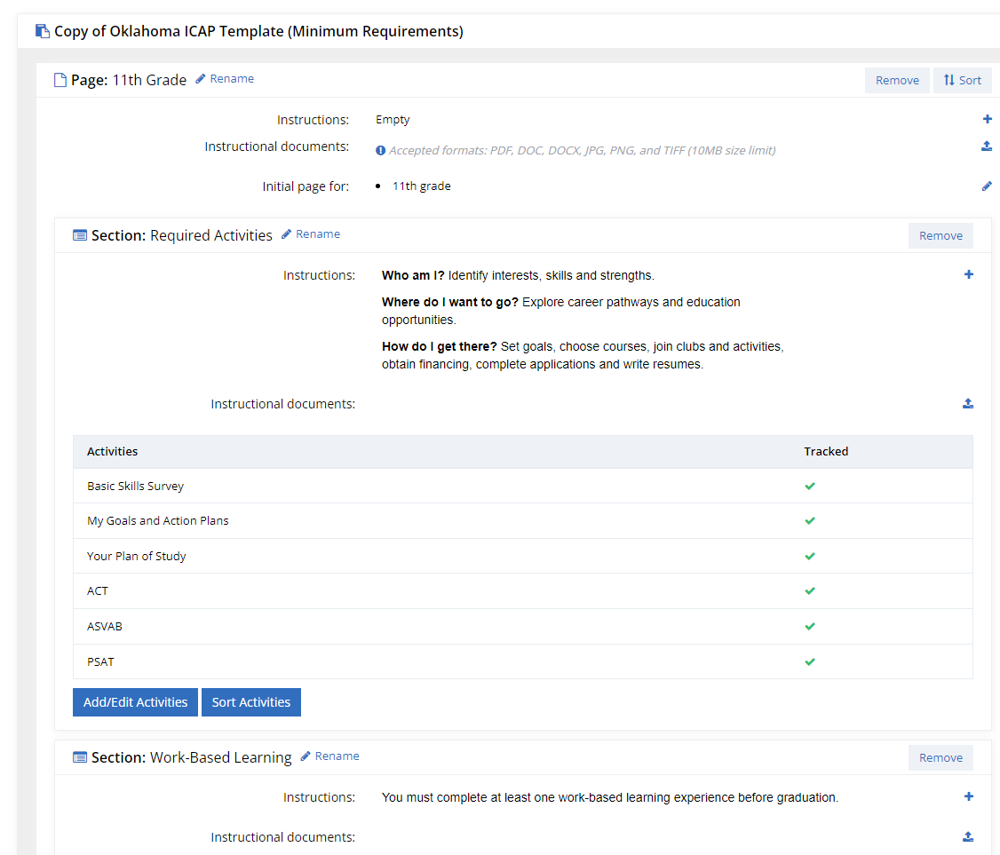 Copy of Oklahoma ICAP Template (Minimum Requirements)
Page: 11th Grade Rename Remove Sort
Instructions: Empty
Instructional documents: Accepted formats: PDF, DOC, DOCX, JPG, PNG, and TIFF (10MB size limit)
Initial page for: • 11th grade
Section: Required Activities Rename Remove
Instructions: Who am I? Identify interests, skills and strengths.
Where do I want to go? Explore career pathways and education
opportunities.
How do I get there? Set goals, choose courses, join clubs and activities,
obtain financing, complete applications and write resumes.
Instructional documents:
Activities Tracked
Basic Skills Survey
My Goals and Action Plans
Your Plan of Study
ACT
ASVAB
PSAT
Add/Edit Activities Sort Activities
Section: Work-Based Learning Rename Remove
Instructions: You must complete at least one work-based learning experience before graduation.
Instructional documents: